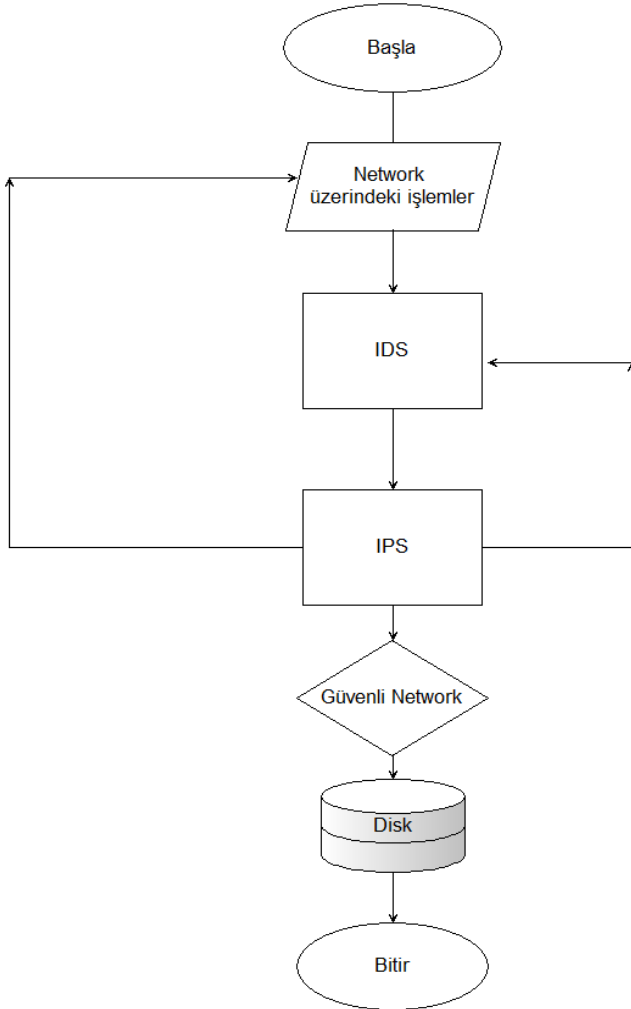 Başla
Network
üzerindeki işlemler
IDS
IPS
Güvenli Network
Disk
Bitir